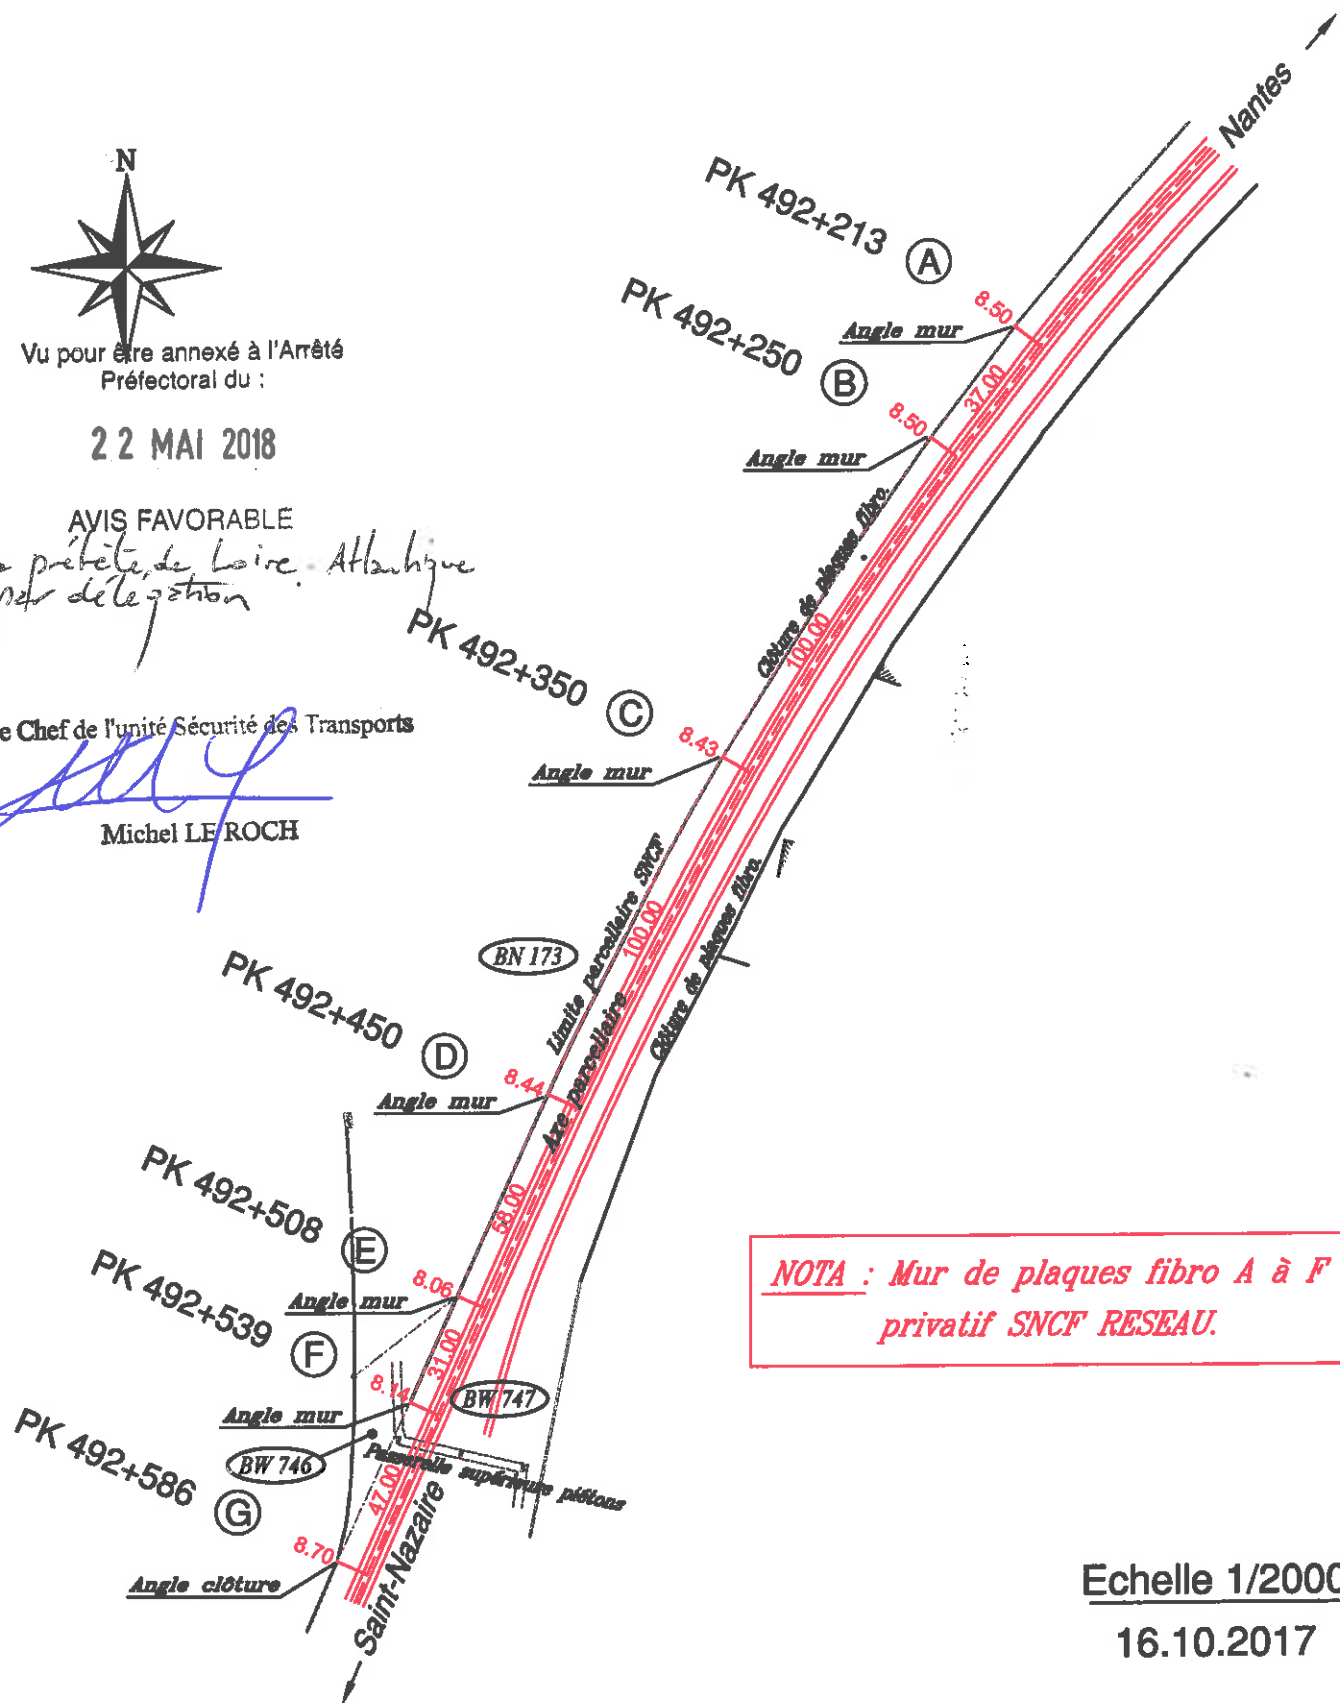 N
Vu pour être annexé à l'Arrêté
Préfectoral du :
22 MAI 2018
AVIS FAVORABLE
préfète de Loire Atlantique
par délégation
e Chef de l'unité Sécurité des Transports
Michel LE ROCH
Nantes
PK 492+213 A
8.50
Angle mur
37.00
PK 492+250 B
8.50
Angle mur
Clôture de plaques fibro.
100.00
PK 492+350 C
8.43
Angle mur
Limite parcellaire SNCF
100.00
Axe parcellaire
Clôture de plaques fibro.
BN 173
PK 492+450 D
8.44
Angle mur
58.00
PK 492+508 E
8.06
Angle mur
31.00
PK 492+539 F
8.14
Angle mur
BW 747
BW 746
Passerelle supérieure piétons
47.00
PK 492+586 G
8.70
Angle clôture
Saint-Nazaire
NOTA : Mur de plaques fibro A à F
privatif SNCF RESEAU.
Echelle 1/2000
16.10.2017